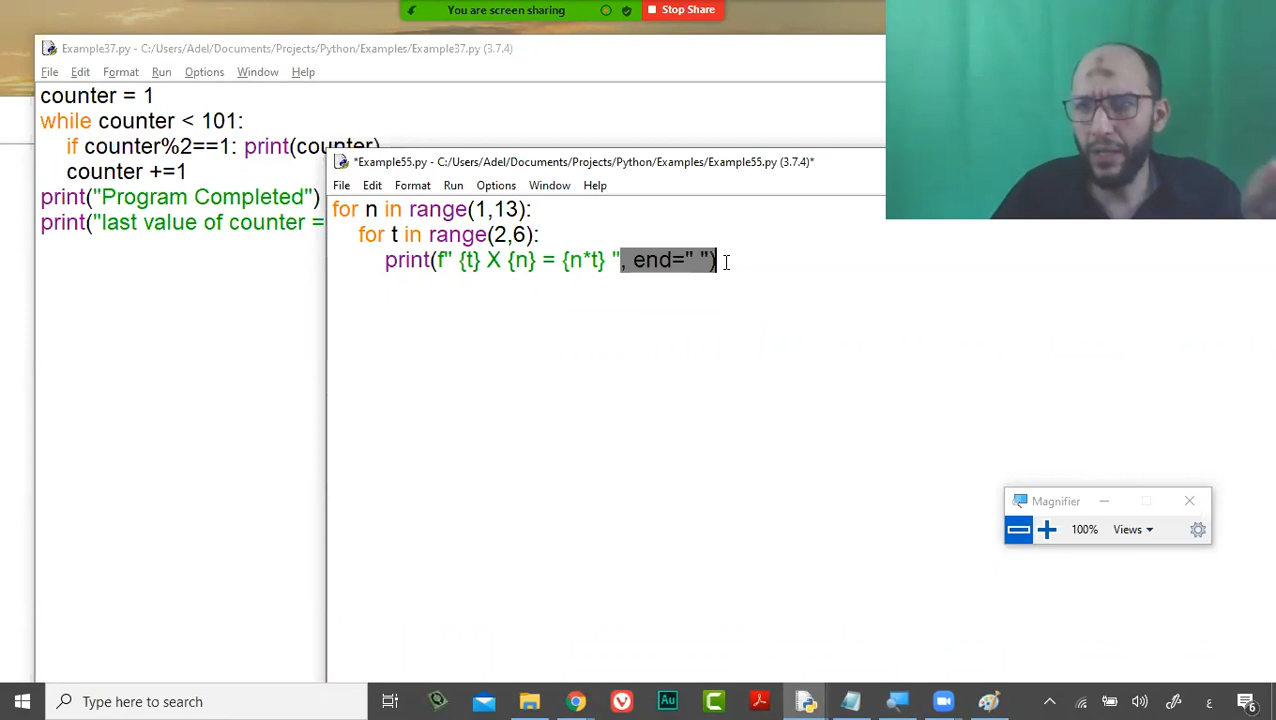 You are screen sharing
Stop Share
Example37.py - C:/Users/Adel/Documents/Projects/Python/Examples/Example37.py (3.7.4)
File Edit Format Run Options Window Help
counter = 1
while counter < 101:
if counter%2==1: print(counter)
counter +=1
print("Program Completed")
print("last value of counter =
*Example55.py - C:/Users/Adel/Documents/Projects/Python/Examples/Example55.py (3.7.4)*
File Edit Format Run Options Window Help
for n in range(1,13):
for t in range(2,6):
print(f" {t} X {n} = {n*t} ", end=" ")
Magnifier
100% Views
Type here to search
Au
ع
6